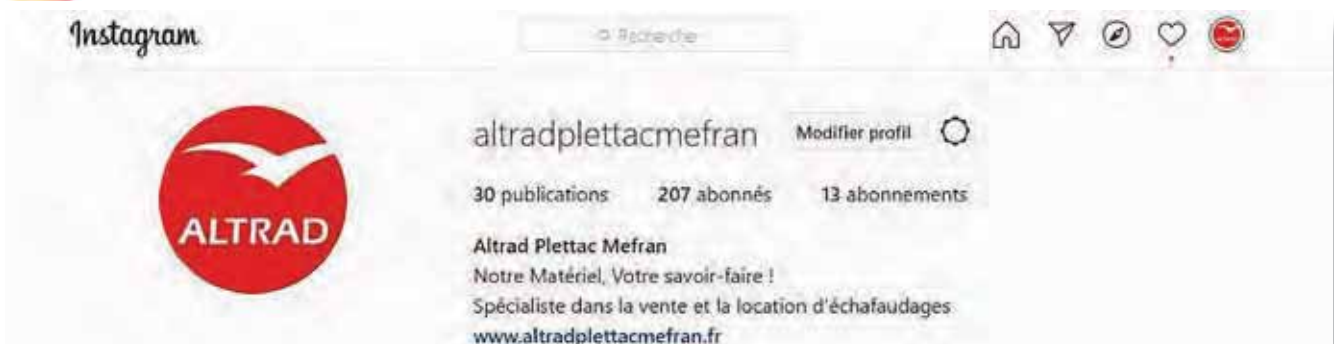 Instagram
Recherche
altradplettacmefran Modifier profil
30 publications 207 abonnés 13 abonnements
ALTRAD
Altrad Plettac Mefran
Notre Matériel, Votre savoir-faire !
Spécialiste dans la vente et la location d'échafaudages
www.altradplettacmefran.fr